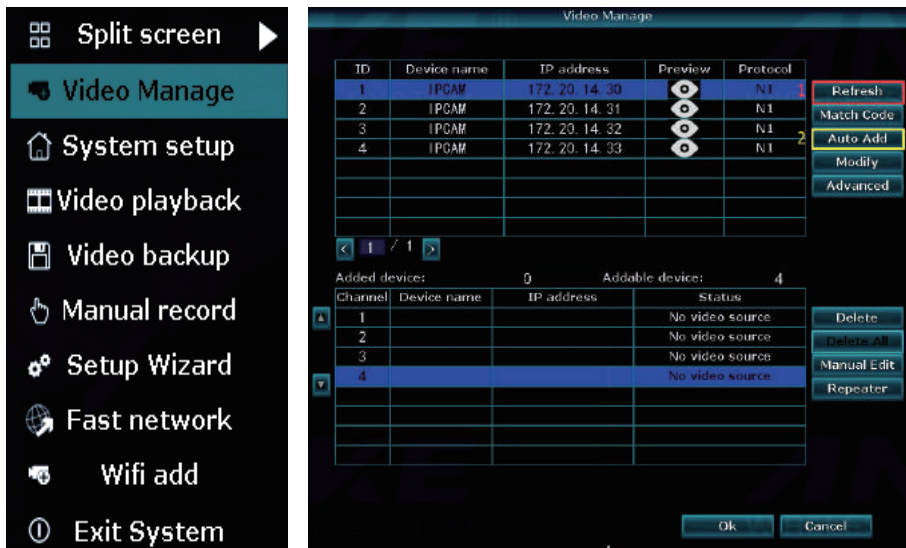 Split screen
Video Manage
System setup
Video playback
Video backup
Manual record
Setup Wizard
Fast network
Wifi add
Exit System
Video Manage
ID Device name IP address Preview Protocol
1 IPCAM 172. 20. 14. 30 N1 1 Refresh
2 IPCAM 172. 20. 14. 31 N1 Match Code
3 IPCAM 172. 20. 14. 32 N1 2 Auto Add
4 IPCAM 172. 20. 14. 33 N1
Modify
Advanced
< 1 / 1 >
Added device: 0 Addable device: 4
Channel Device name IP address Status
1 No video source Delete
2 No video source Delete All
3 No video source Manual Edit
4 No video source Repeater
Ok Cancel